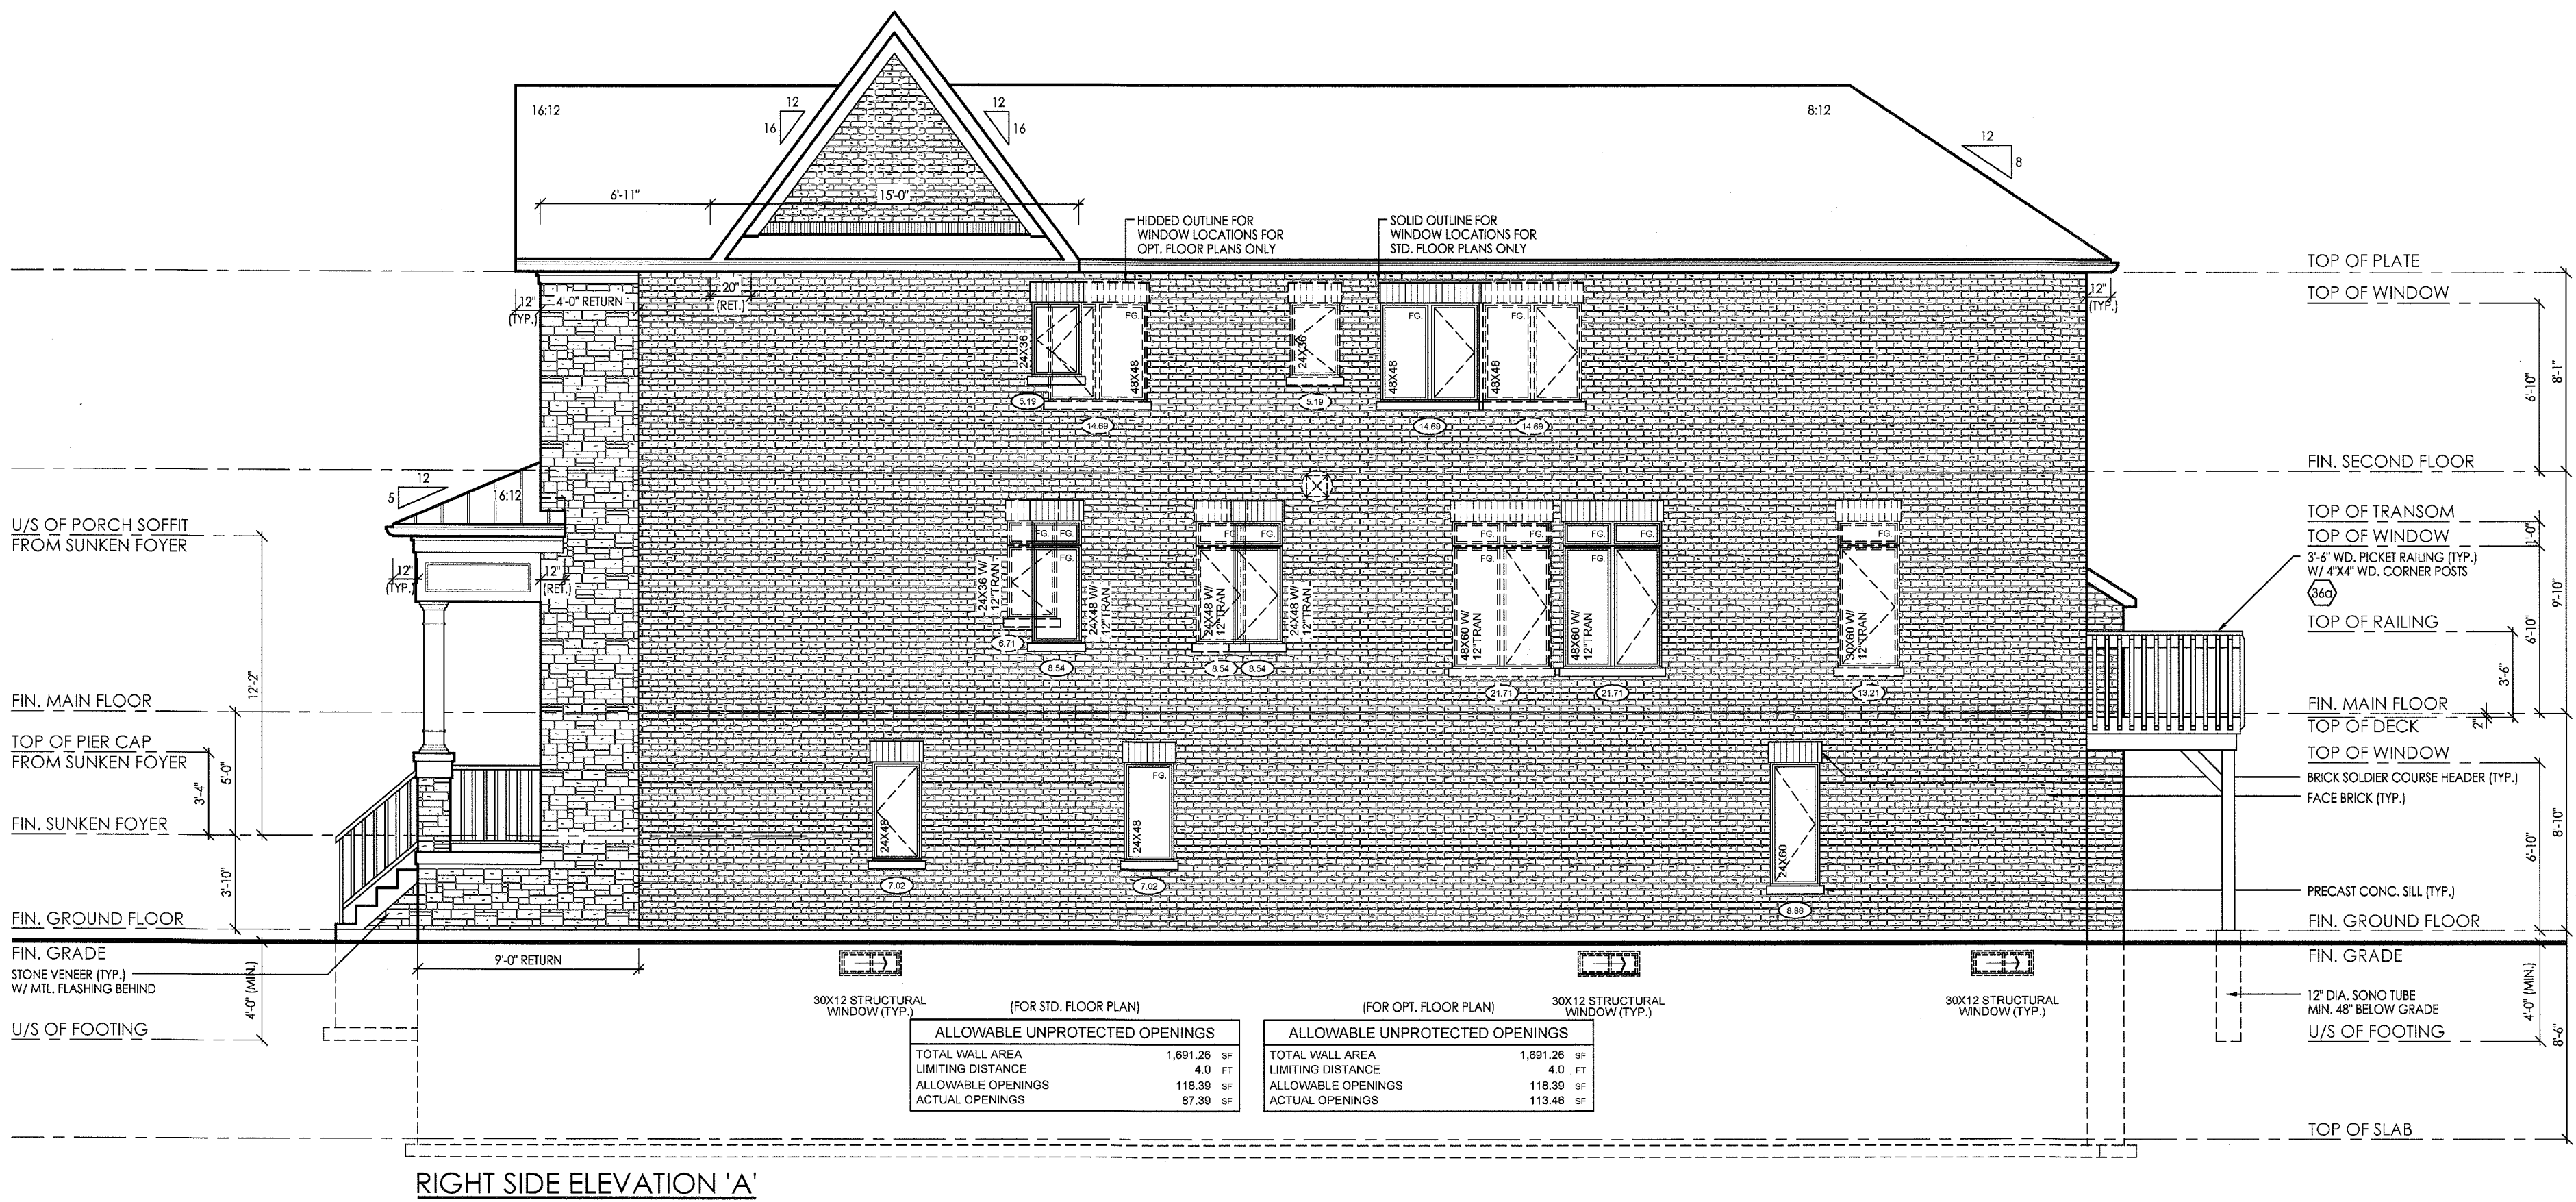 16:12
12
16
12
16
8:12
12
8
6'-11"
15'-0"
HIDDED OUTLINE FOR
WINDOW LOCATIONS FOR
OPT. FLOOR PLANS ONLY
SOLID OUTLINE FOR
WINDOW LOCATIONS FOR
STD. FLOOR PLANS ONLY
TOP OF PLATE
TOP OF WINDOW
12"
(TYP.)
4'-0" RETURN
20"
(RET.)
12"
(TYP.)
24X36
FG.
48X48
24X36
FG.
48X48
FG.
48X48
5.19
14.69
5.19
14.69
14.69
6'-10"
8'-1"
FIN. SECOND FLOOR
12
5
16:12
U/S OF PORCH SOFFIT
FROM SUNKEN FOYER
12"
(TYP.)
12"
(RET.)
FG.
FG.
FG.
24X36 W/
12"TRAN
24X48 W/
12"TRAN
FG.
FG.
24X48 W/
12"TRAN
24X48 W/
12"TRAN
FG.
FG.
FG.
48X60 W/
12"TRAN
FG.
FG.
FG.
48X60 W/
12"TRAN
FG.
30X60 W/
12"TRAN
6.71
8.54
8.54
8.54
21.71
21.71
13.21
TOP OF TRANSOM
TOP OF WINDOW
1'-0"
3'-6" WD. PICKET RAILING (TYP.)
W/ 4"X4" WD. CORNER POSTS
36a
TOP OF RAILING
6'-10"
9'-10"
3'-6"
FIN. MAIN FLOOR
12'-2"
FIN. MAIN FLOOR
TOP OF DECK
2"
TOP OF PIER CAP
FROM SUNKEN FOYER
3'-4"
5'-0"
TOP OF WINDOW
BRICK SOLDIER COURSE HEADER (TYP.)
FACE BRICK (TYP.)
FIN. SUNKEN FOYER
24X48
FG.
24X48
24X60
7.02
7.02
8.86
6'-10"
8'-10"
3'-10"
PRECAST CONC. SILL (TYP.)
FIN. GROUND FLOOR
FIN. GROUND FLOOR
FIN. GRADE
FIN. GRADE
STONE VENEER (TYP.)
W/ MTL. FLASHING BEHIND
4'-0" (MIN.)
9'-0" RETURN
30X12 STRUCTURAL
WINDOW (TYP.)
30X12 STRUCTURAL
WINDOW (TYP.)
30X12 STRUCTURAL
WINDOW (TYP.)
12" DIA. SONO TUBE
MIN. 48" BELOW GRADE
4'-0" (MIN.)
8'-6"
U/S OF FOOTING
U/S OF FOOTING
(FOR STD. FLOOR PLAN)
ALLOWABLE UNPROTECTED OPENINGS
TOTAL WALL AREA 1,691.26 SF
LIMITING DISTANCE 4.0 FT
ALLOWABLE OPENINGS 118.39 SF
ACTUAL OPENINGS 87.39 SF
(FOR OPT. FLOOR PLAN)
ALLOWABLE UNPROTECTED OPENINGS
TOTAL WALL AREA 1,691.26 SF
LIMITING DISTANCE 4.0 FT
ALLOWABLE OPENINGS 118.39 SF
ACTUAL OPENINGS 113.46 SF
TOP OF SLAB
RIGHT SIDE ELEVATION 'A'